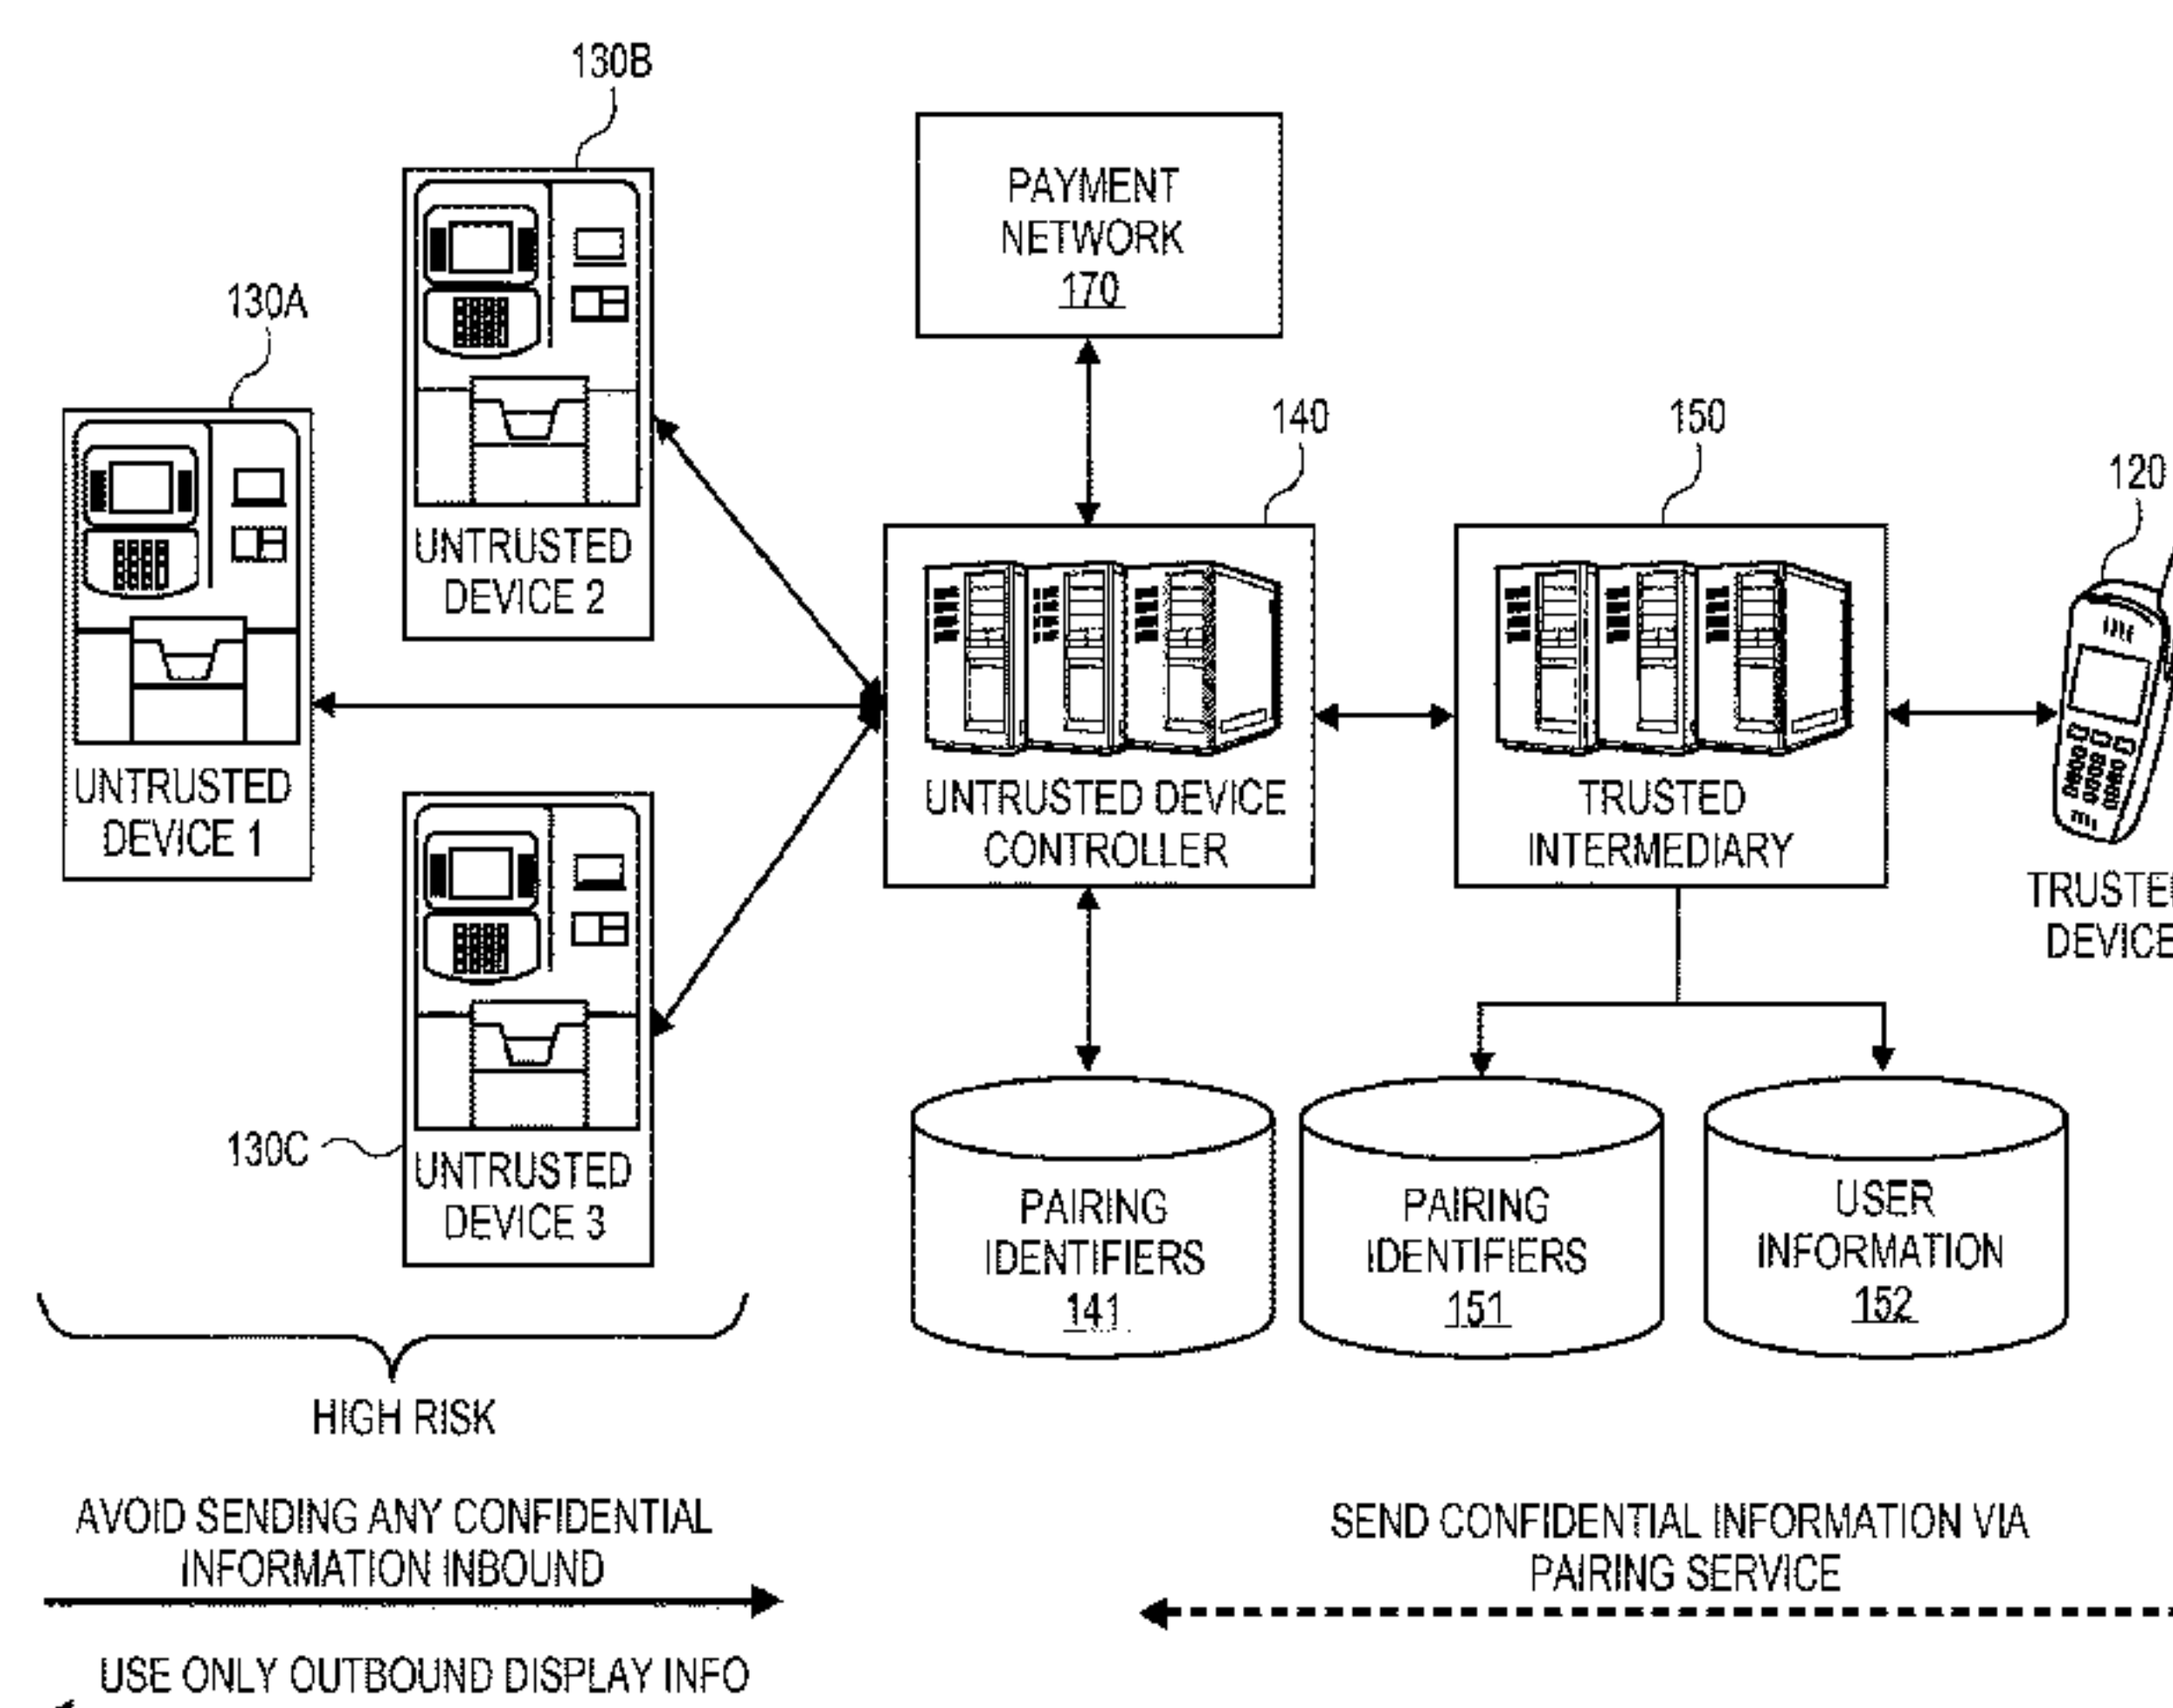 130B
PAYMENT
NETWORK
170
130A
140
150
120
UNTRUSTED
DEVICE 2
UNTRUSTED
DEVICE 1
UNTRUSTED DEVICE
CONTROLLER
TRUSTED
INTERMEDIARY
TRUSTED
DEVICE
130C
UNTRUSTED
DEVICE 3
PAIRING
IDENTIFIERS
141
PAIRING
IDENTIFIERS
151
USER
INFORMATION
152
HIGH RISK
AVOID SENDING ANY CONFIDENTIAL
INFORMATION INBOUND
SEND CONFIDENTIAL INFORMATION VIA
PAIRING SERVICE
USE ONLY OUTBOUND DISPLAY INFO